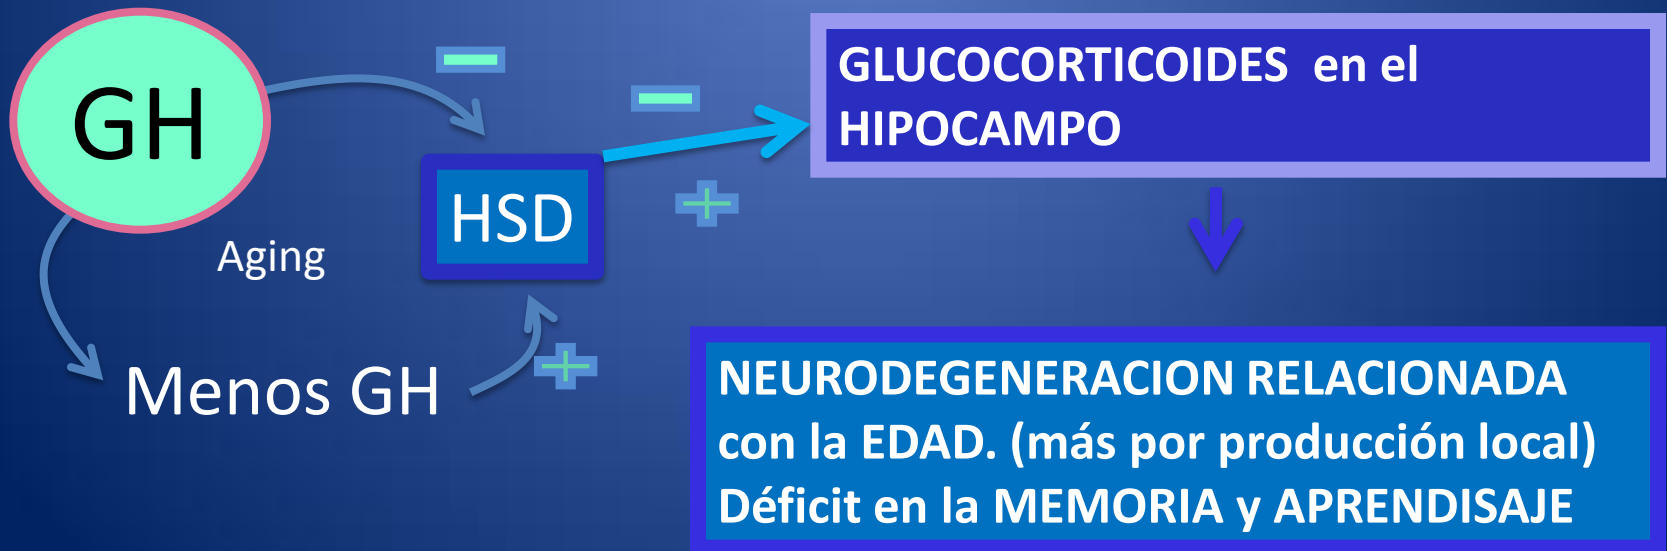 GH
GLUCOCORTICOIDES en el
HIPOCAMPO
HSD
Aging
Menos GH
NEURODEGENERACION RELACIONADA
con la EDAD. (más por producción local)
Déficit en la MEMORIA y APRENDISAJE